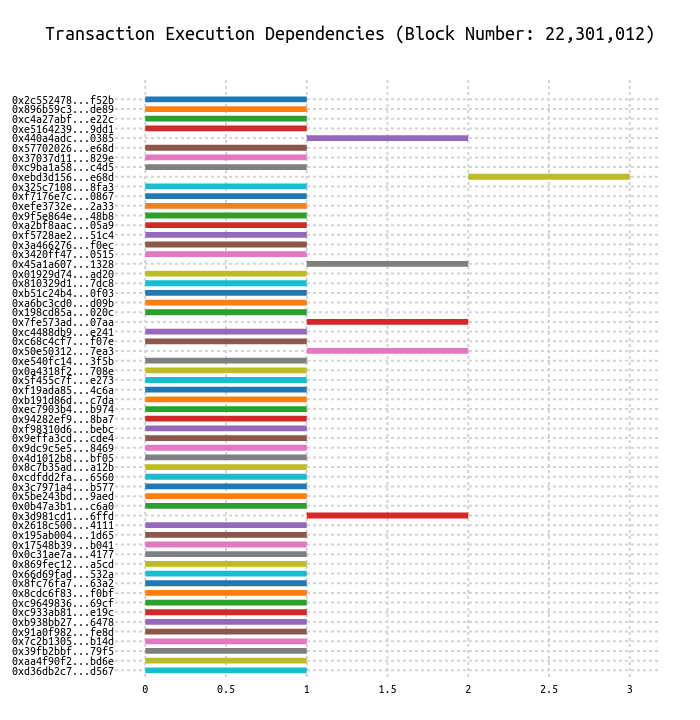 Transaction Execution Dependencies (Block Number: 22,301,012)
0x2c552478...f52b
0x896b59c3...de89
0xc4a27abf...e22c
0xe5164239...9dd1
0x440a4adc...0385
0x57702026...e68d
0x37037d11...829e
0xc9ba1a58...c4d5
0xebd3d156...e68d
0x325c7108...8fa3
0xf7176e7c...0867
0xefe3732e...2a33
0x9f5e864e...48b8
0xa2bf8aac...05a9
0xf5728ae2...51c4
0x3a466276...f0ec
0x3420ff47...0515
0x45a1a607...1328
0x01929d74...ad20
0x810329d1...7dc8
0xb51c24b4...0f03
0xa6bc3cd0...d09b
0x198cd85a...020c
0x7fe573ad...07aa
0xc4488db9...e241
0xc68c4cf7...f07e
0x50e50312...7ea3
0xe540fc14...3f5b
0x0a4318f2...708e
0x5f455c7f...e273
0xf19ada85...4c6a
0xb191d86d...c7da
0xec7903b4...b974
0x94282ef9...8ba7
0xf98310d6...bebc
0x9effa3cd...cde4
0x9dc9c5e5...8469
0x4d1012b8...bf05
0x8c7b35ad...a12b
0xcdfdd2fa...6560
0x3c7971a4...b577
0x5be243bd...9aed
0x0b47a3b1...c6a0
0x3d981cd1...6ffd
0x2618c500...4111
0x195ab004...1d65
0x17548b39...b041
0x0c31ae7a...4177
0x869fec12...a5cd
0x66d69fad...532a
0x8fc76fa7...63a2
0x8cdc6f83...f0bf
0xc9649836...69cf
0xc933ab81...e19c
0xb938bb27...6478
0x91a0f982...fe8d
0x7c2b1305...b14d
0x39fb2bbf...79f5
0xaa4f90f2...bd6e
0xd36db2c7...d567
0 0.5 1 1.5 2 2.5 3